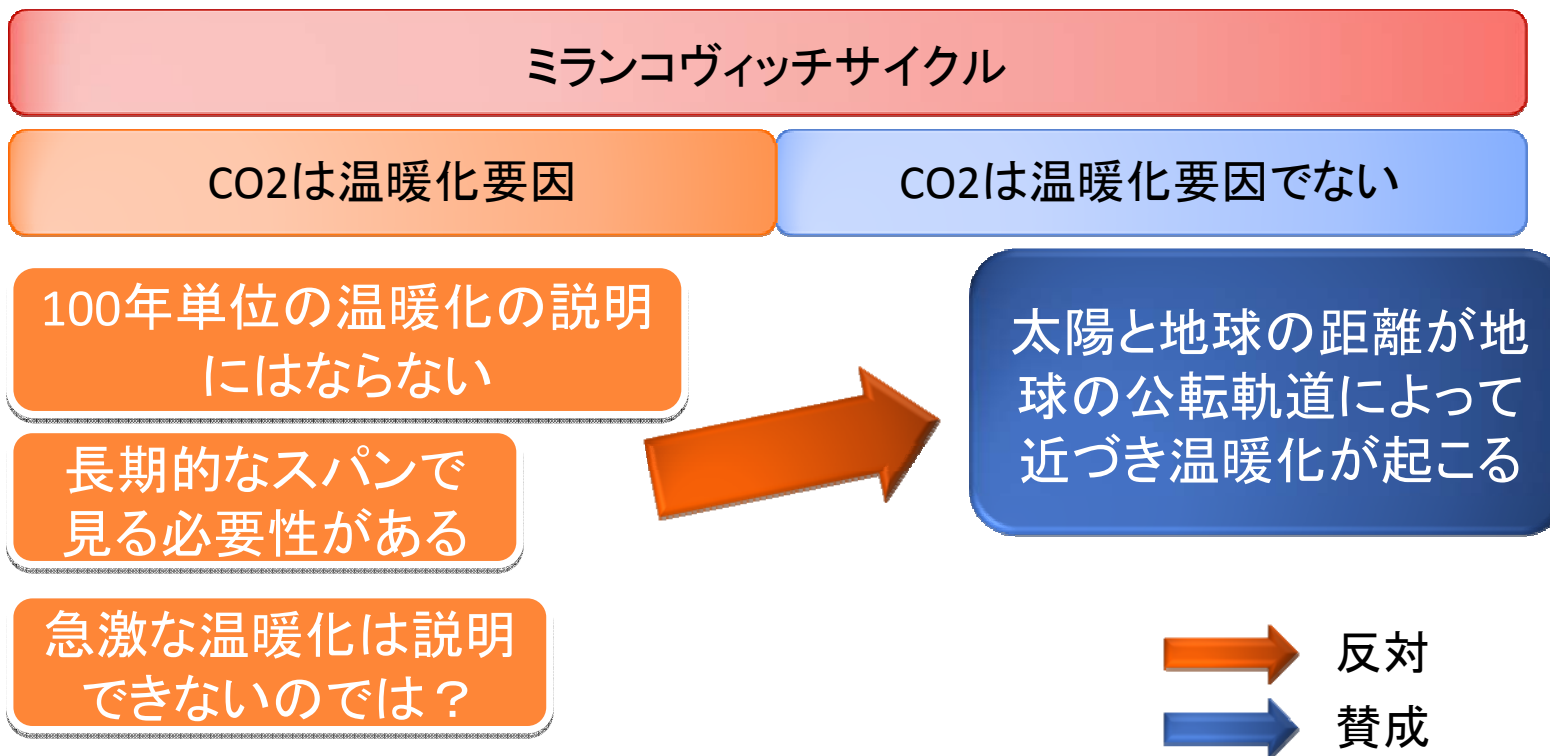 ミランコヴィッチサイクル
CO2は温暖化要因
CO2は温暖化要因でない
100年単位の温暖化の説明
にはならない
長期的なスパンで
見る必要性がある
急激な温暖化は説明
できないのでは？
太陽と地球の距離が地
球の公転軌道によって
近づき温暖化が起こる
反対
賛成